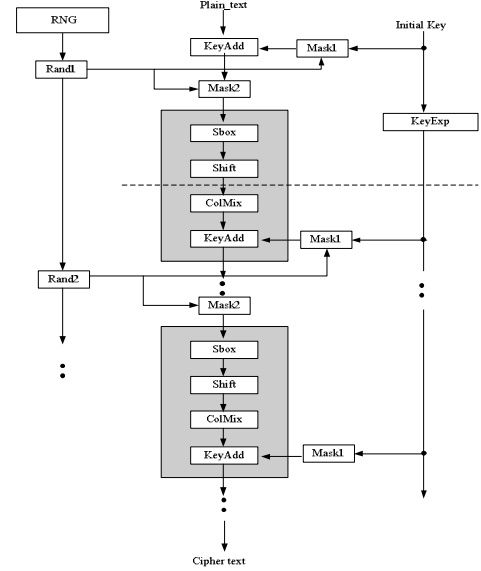 Plain_text
RNG
Initial Key
KeyAdd
Mask1
Rand1
Mask2
KeyExp
Sbox
Shift
ColMix
KeyAdd
Mask1
Rand2
Mask2
Sbox
Shift
ColMix
KeyAdd
Mask1
Cipher text